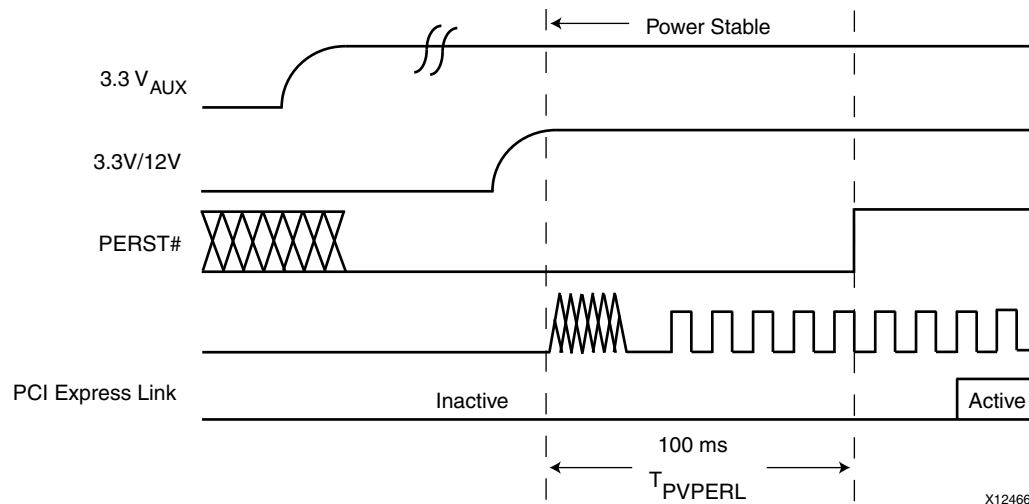 Power Stable
3.3 VAUX
3.3V/12V
PERST#
PCI Express Link
Inactive
Active
100 ms
TPVPERL
X12466